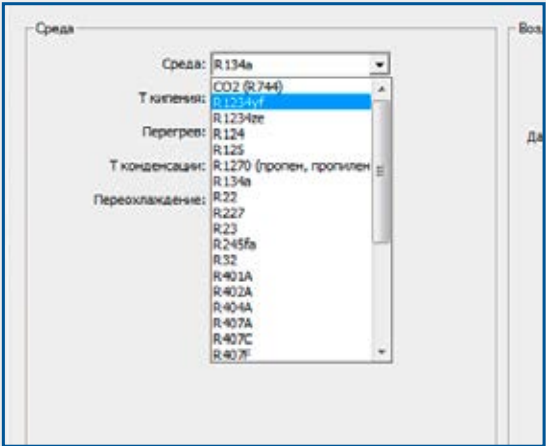 Среда
Воз
Среда: R134a
CO2 (R744)
Т кипения: R1234yf
R1234ze
Перегрев: R124
Да
R125
Т конденсации: R1270 (пропен, пропилен
R134a
Переохлаждение: R22
R227
R23
R245fa
R32
R401A
R402A
R404A
R407A
R407C
R407F